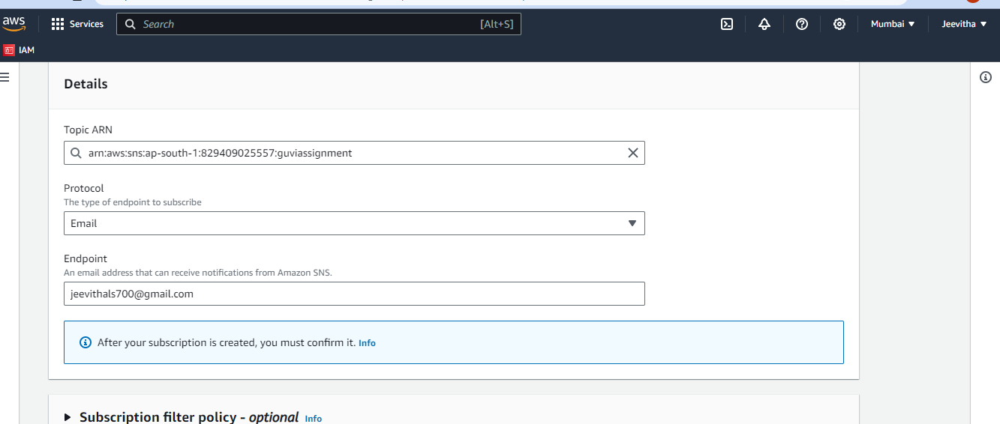 aws Services Search [Alt+S] Mumbai ▼ Jeevitha ▼
IAM
Details
Topic ARN
arn:aws:sns:ap-south-1:829409025557:guviassignment
Protocol
The type of endpoint to subscribe
Email
Endpoint
An email address that can receive notifications from Amazon SNS.
jeevithals700@gmail.com
After your subscription is created, you must confirm it. Info
Subscription filter policy - optional Info